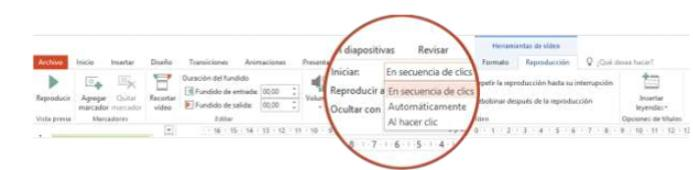 Herramientas de vídeo
Archivo Inicio Insertar Diseño Transiciones Animaciones diapositivas Revisar Formato Reproducción ¿Qué desea hacer?
Reproducir
Agregar marcador
Quitar marcador
Recortar vídeo
Duración del fundido
Fundido de entrada: 00,00
Fundido de salida: 00,00
Iniciar: En secuencia de clics
Reproducir a
Ocultar con
En secuencia de clics
Automáticamente
Al hacer clic
petir la reproducción hasta su interrupción
bobinar después de la reproducción
Insertar leyendas
Vista previa Marcadores Editar Opciones de títulos
16 15 14 13 12 11 10 9 8 7 6 5 4 0 1 2 3 4 5 6 7 8 9 10 11 12 13